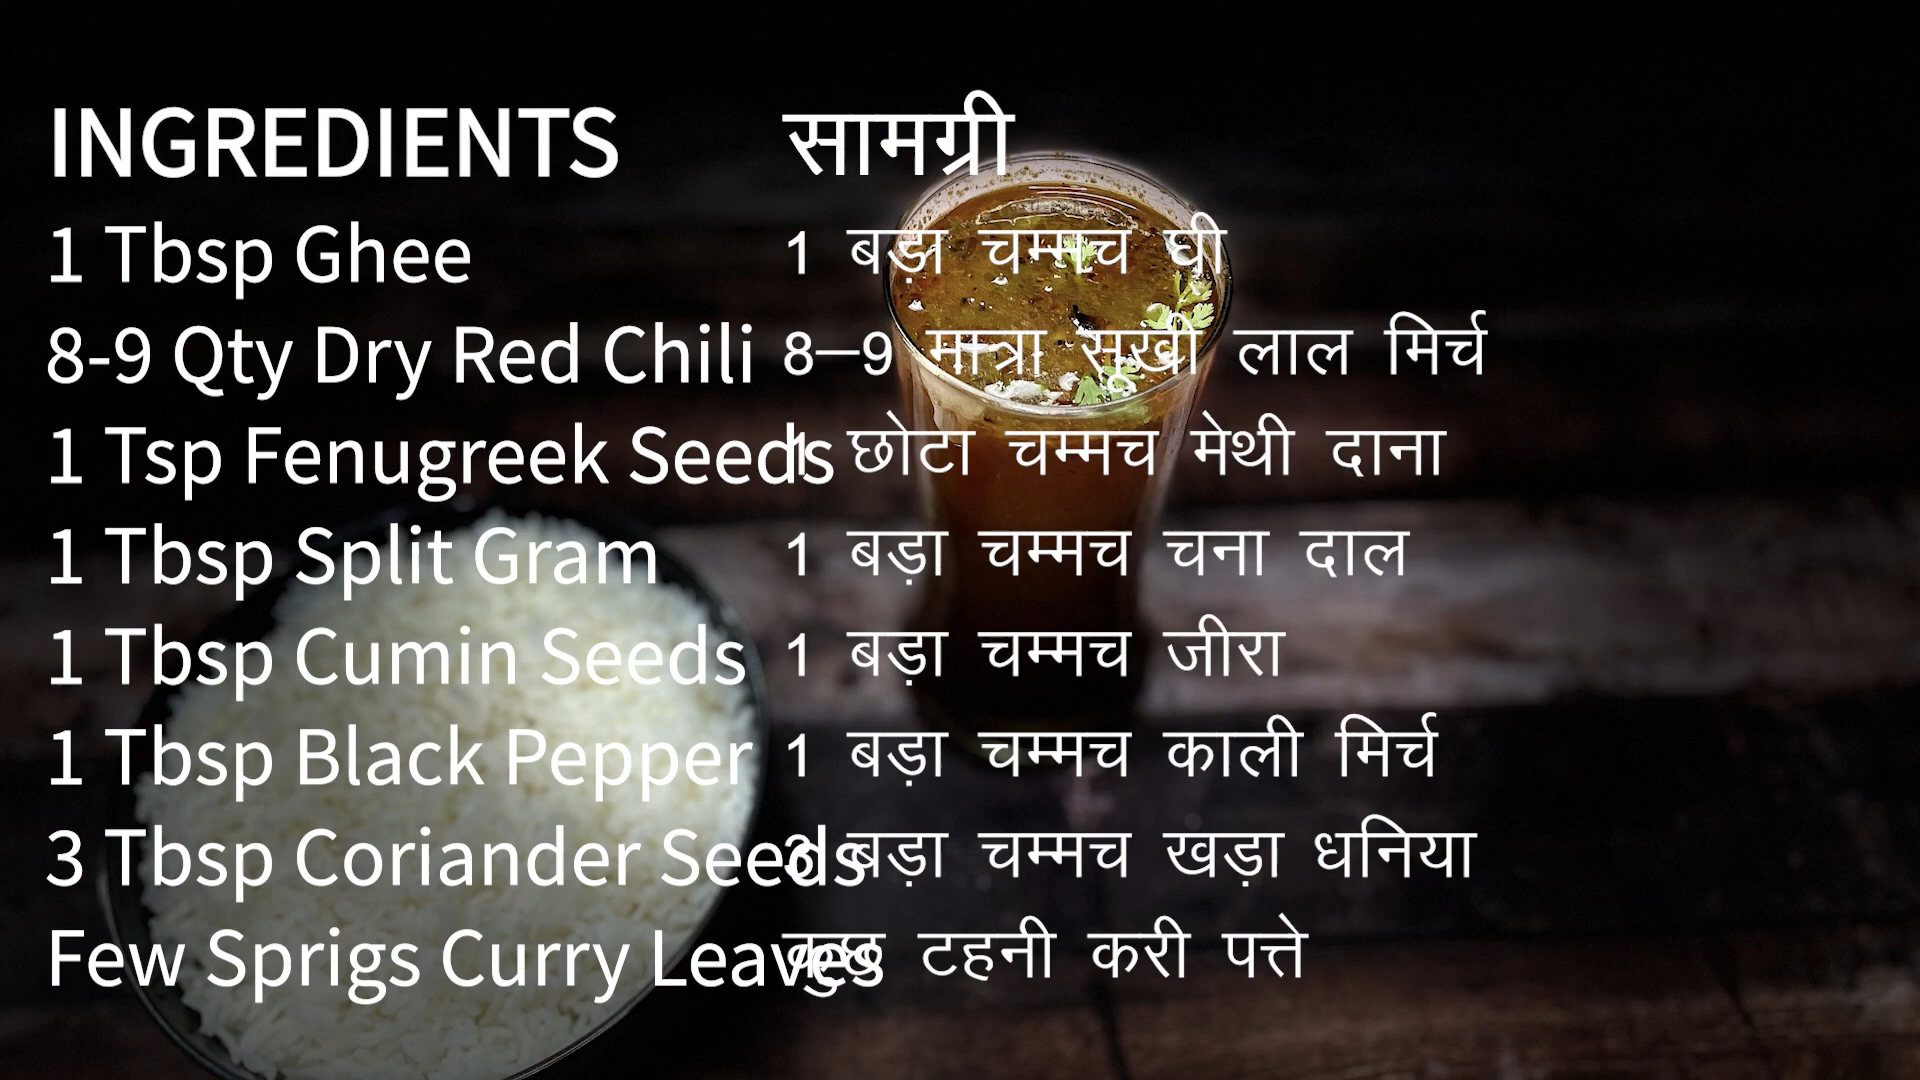 INGREDIENTS
1 Tbsp Ghee
8-9 Qty Dry Red Chili
1 Tsp Fenugreek Seeds
1 Tbsp Split Gram
1 Tbsp Cumin Seeds
1 Tbsp Black Pepper
3 Tbsp Coriander Seeds
Few Sprigs Curry Leaves
सामग्री
1 बड़ा चम्मच घी
8–9 मात्रा सूखी लाल मिर्च
1 छोटा चम्मच मेथी दाना
1 बड़ा चम्मच चना दाल
1 बड़ा चम्मच जीरा
1 बड़ा चम्मच काली मिर्च
3 बड़ा चम्मच खड़ा धनिया
कुछ टहनी करी पत्ते